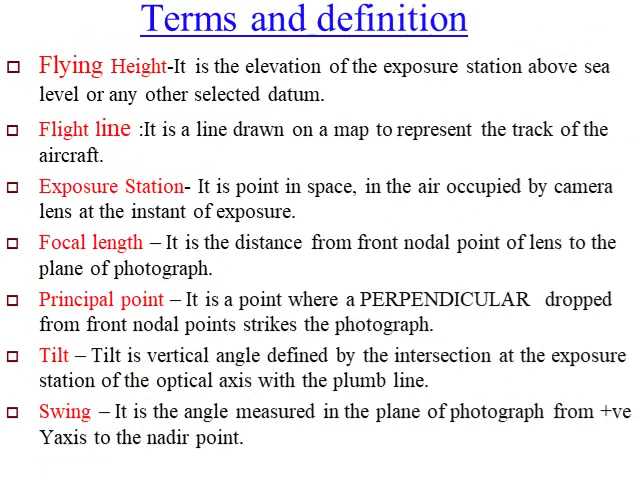 Terms and definition
Flying Height-It is the elevation of the exposure station above sea
level or any other selected datum.
Flight line :It is a line drawn on a map to represent the track of the
aircraft.
Exposure Station- It is point in space, in the air occupied by camera
lens at the instant of exposure.
Focal length – It is the distance from front nodal point of lens to the
plane of photograph.
Principal point – It is a point where a PERPENDICULAR dropped
from front nodal points strikes the photograph.
Tilt – Tilt is vertical angle defined by the intersection at the exposure
station of the optical axis with the plumb line.
Swing – It is the angle measured in the plane of photograph from +ve
Yaxis to the nadir point.